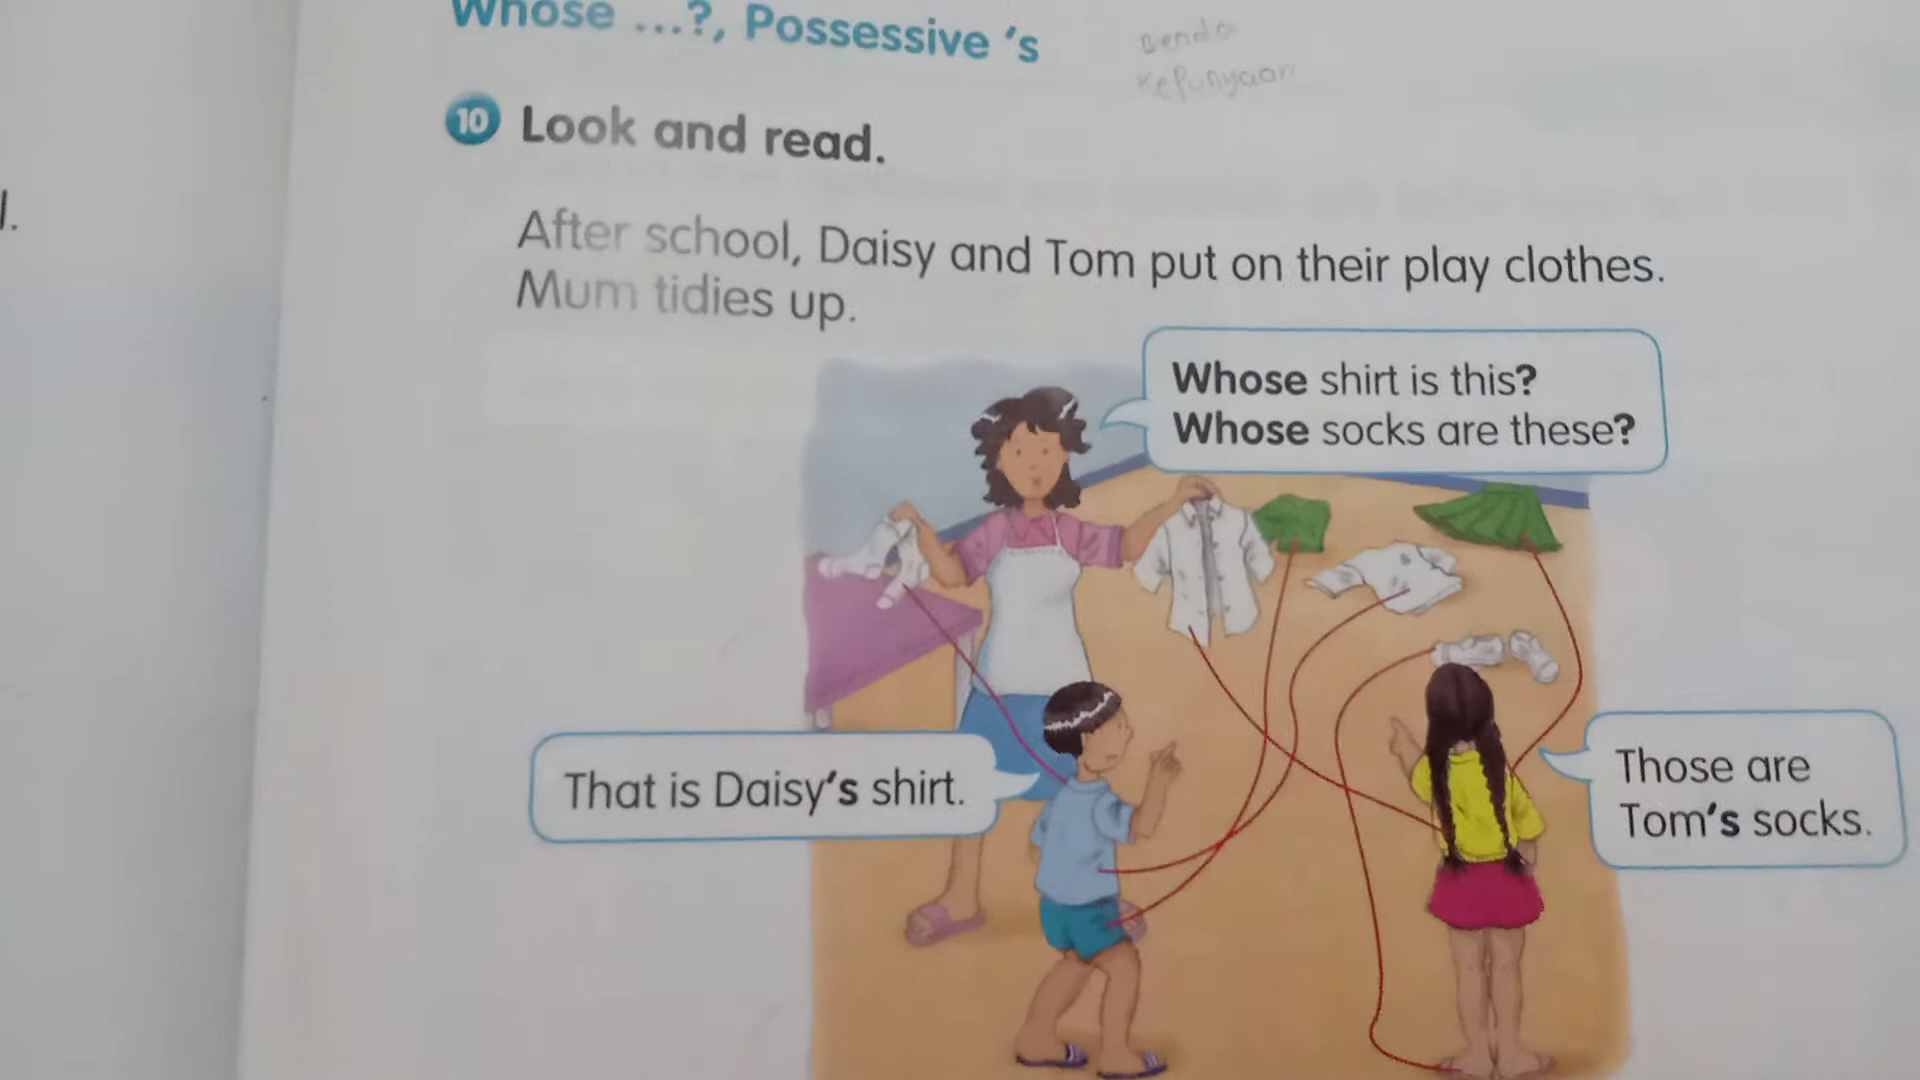 Whose ...?, Possessive 's
Benda
Kepunyaan
10 Look and read.
l.
After school, Daisy and Tom put on their play clothes.
Mum tidies up.
Whose shirt is this?
Whose socks are these?
That is Daisy's shirt.
Those are
Tom's socks.